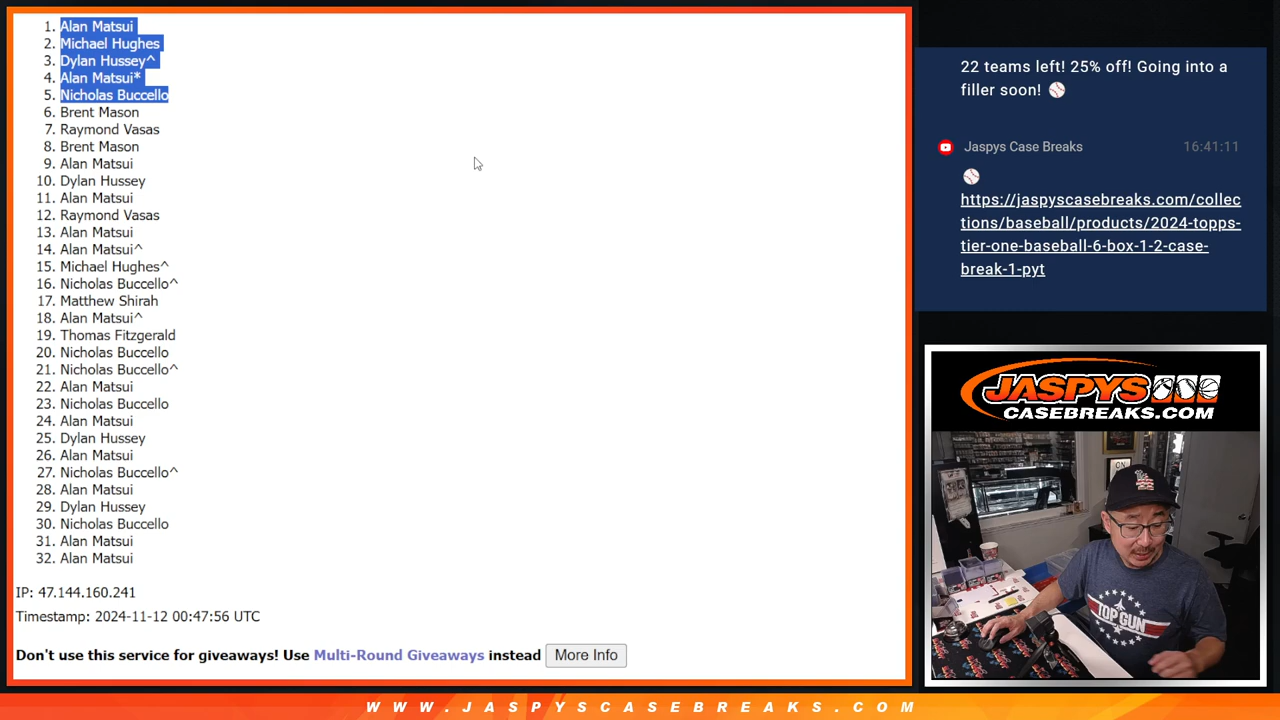 1. Alan Matsui
2. Michael Hughes
3. Dylan Hussey^
4. Alan Matsui*
5. Nicholas Buccello
6. Brent Mason
7. Raymond Vasas
8. Brent Mason
9. Alan Matsui
10. Dylan Hussey
11. Alan Matsui
12. Raymond Vasas
13. Alan Matsui
14. Alan Matsui^
15. Michael Hughes^
16. Nicholas Buccello^
17. Matthew Shirah
18. Alan Matsui^
19. Thomas Fitzgerald
20. Nicholas Buccello
21. Nicholas Buccello^
22. Alan Matsui
23. Nicholas Buccello
24. Alan Matsui
25. Dylan Hussey
26. Alan Matsui
27. Nicholas Buccello^
28. Alan Matsui
29. Dylan Hussey
30. Nicholas Buccello
31. Alan Matsui
32. Alan Matsui
IP: 47.144.160.241
Timestamp: 2024-11-12 00:47:56 UTC
Don't use this service for giveaways! Use Multi-Round Giveaways instead More Info
22 teams left! 25% off! Going into a
filler soon!
Jaspys Case Breaks 16:41:11
https://jaspyscasebreaks.com/collec
tions/baseball/products/2024-topps-
tier-one-baseball-6-box-1-2-case-
break-1-pyt
JASPYS
CASEBREAKS.COM
ON
TOP GUN
WWW.JASPYSCASEBREAKS.COM